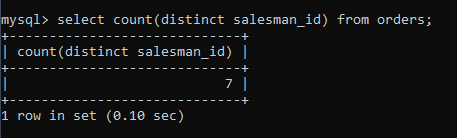 mysql> select count(distinct salesman_id) from orders;
+-----------------------------+
| count(distinct salesman_id) |
+-----------------------------+
|                           7 |
+-----------------------------+
1 row in set (0.10 sec)